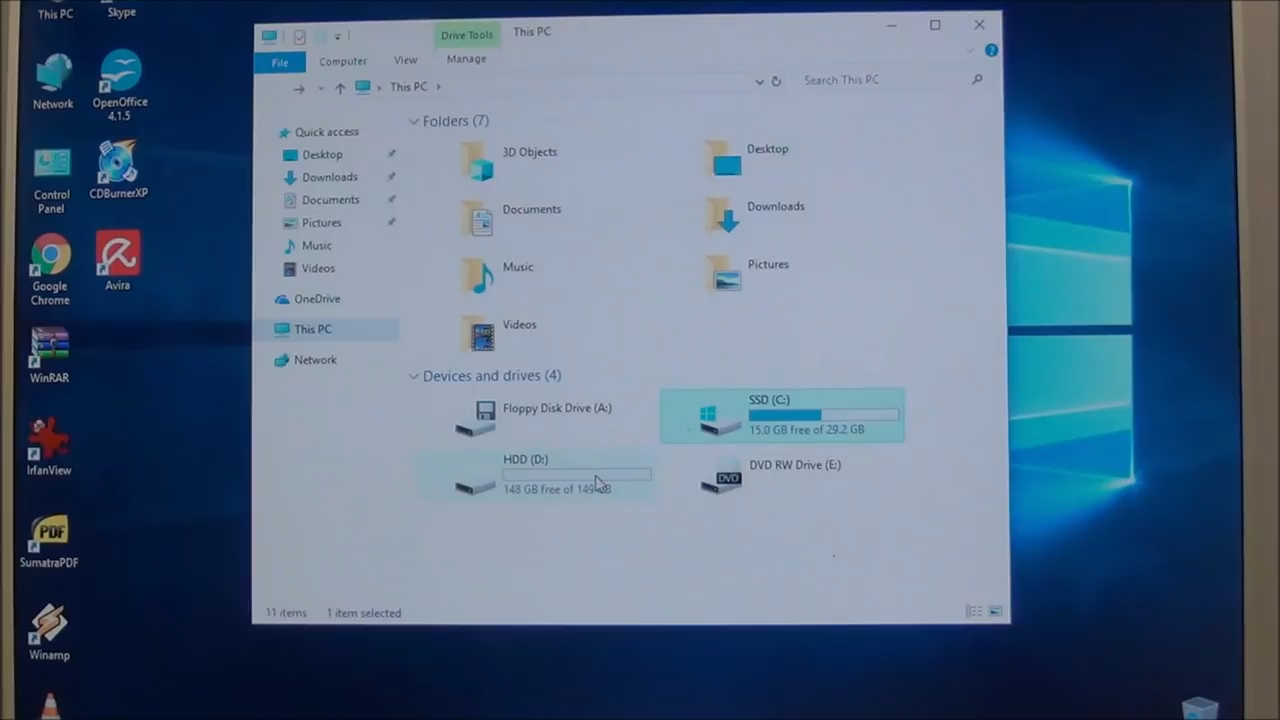 This PC
Skype
Network
OpenOffice
4.1.5
Control
Panel
CDBurnerXP
Google
Chrome
Avira
WinRAR
IrfanView
PDF
SumatraPDF
Winamp
Drive Tools
This PC
File
Computer
View
Manage
This PC
Search This PC
Quick access
Desktop
Downloads
Documents
Pictures
Music
Videos
OneDrive
This PC
Network
Folders (7)
3D Objects
Desktop
Documents
Downloads
Music
Pictures
Videos
Devices and drives (4)
Floppy Disk Drive (A:)
SSD (C:)
15.0 GB free of 29.2 GB
HDD (D:)
148 GB free of 149 GB
DVD RW Drive (E:)
DVD
11 items
1 item selected